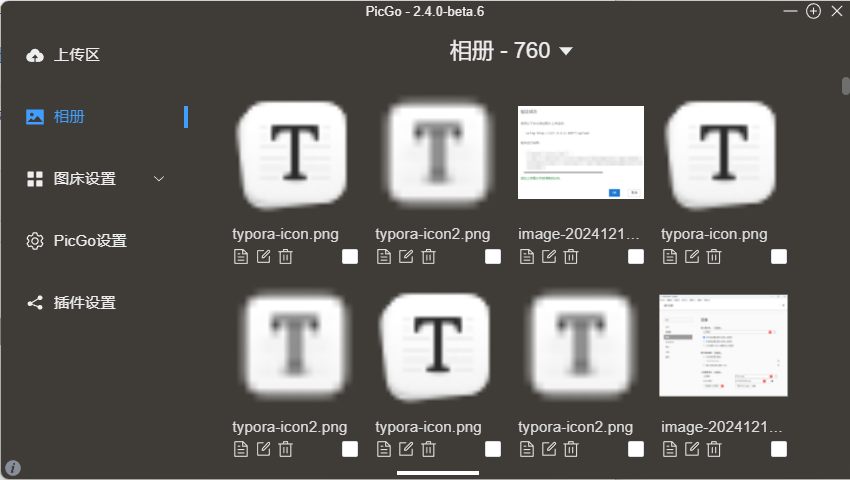 PicGo - 2.4.0-beta.6
上传区
相册
图床设置
PicGo设置
插件设置
相册 - 760
T
T
T
typora-icon.png
typora-icon2.png
image-2024121...
typora-icon.png
T
T
T
typora-icon2.png
typora-icon.png
typora-icon2.png
image-2024121...